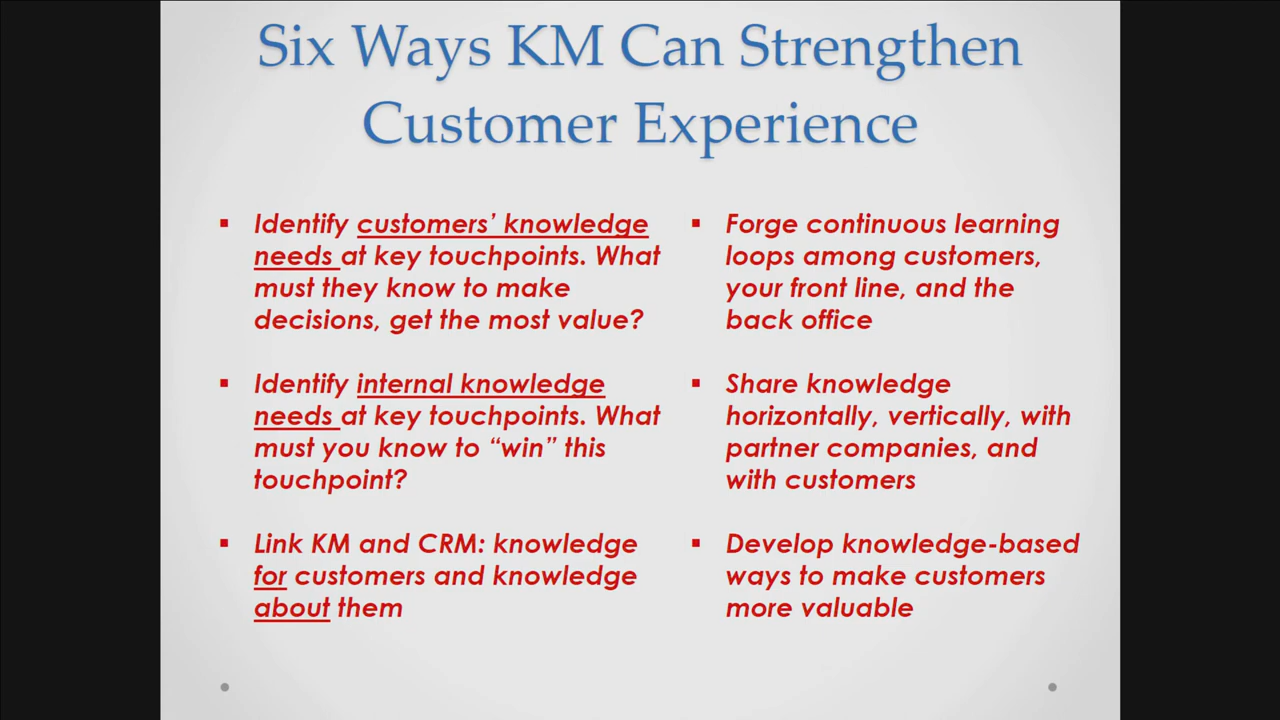 Six Ways KM Can Strengthen
Customer Experience
▪ Identify customers’ knowledge
needs at key touchpoints. What
must they know to make
decisions, get the most value?
▪ Identify internal knowledge
needs at key touchpoints. What
must you know to “win” this
touchpoint?
▪ Link KM and CRM: knowledge
for customers and knowledge
about them
▪ Forge continuous learning
loops among customers,
your front line, and the
back office
▪ Share knowledge
horizontally, vertically, with
partner companies, and
with customers
▪ Develop knowledge-based
ways to make customers
more valuable